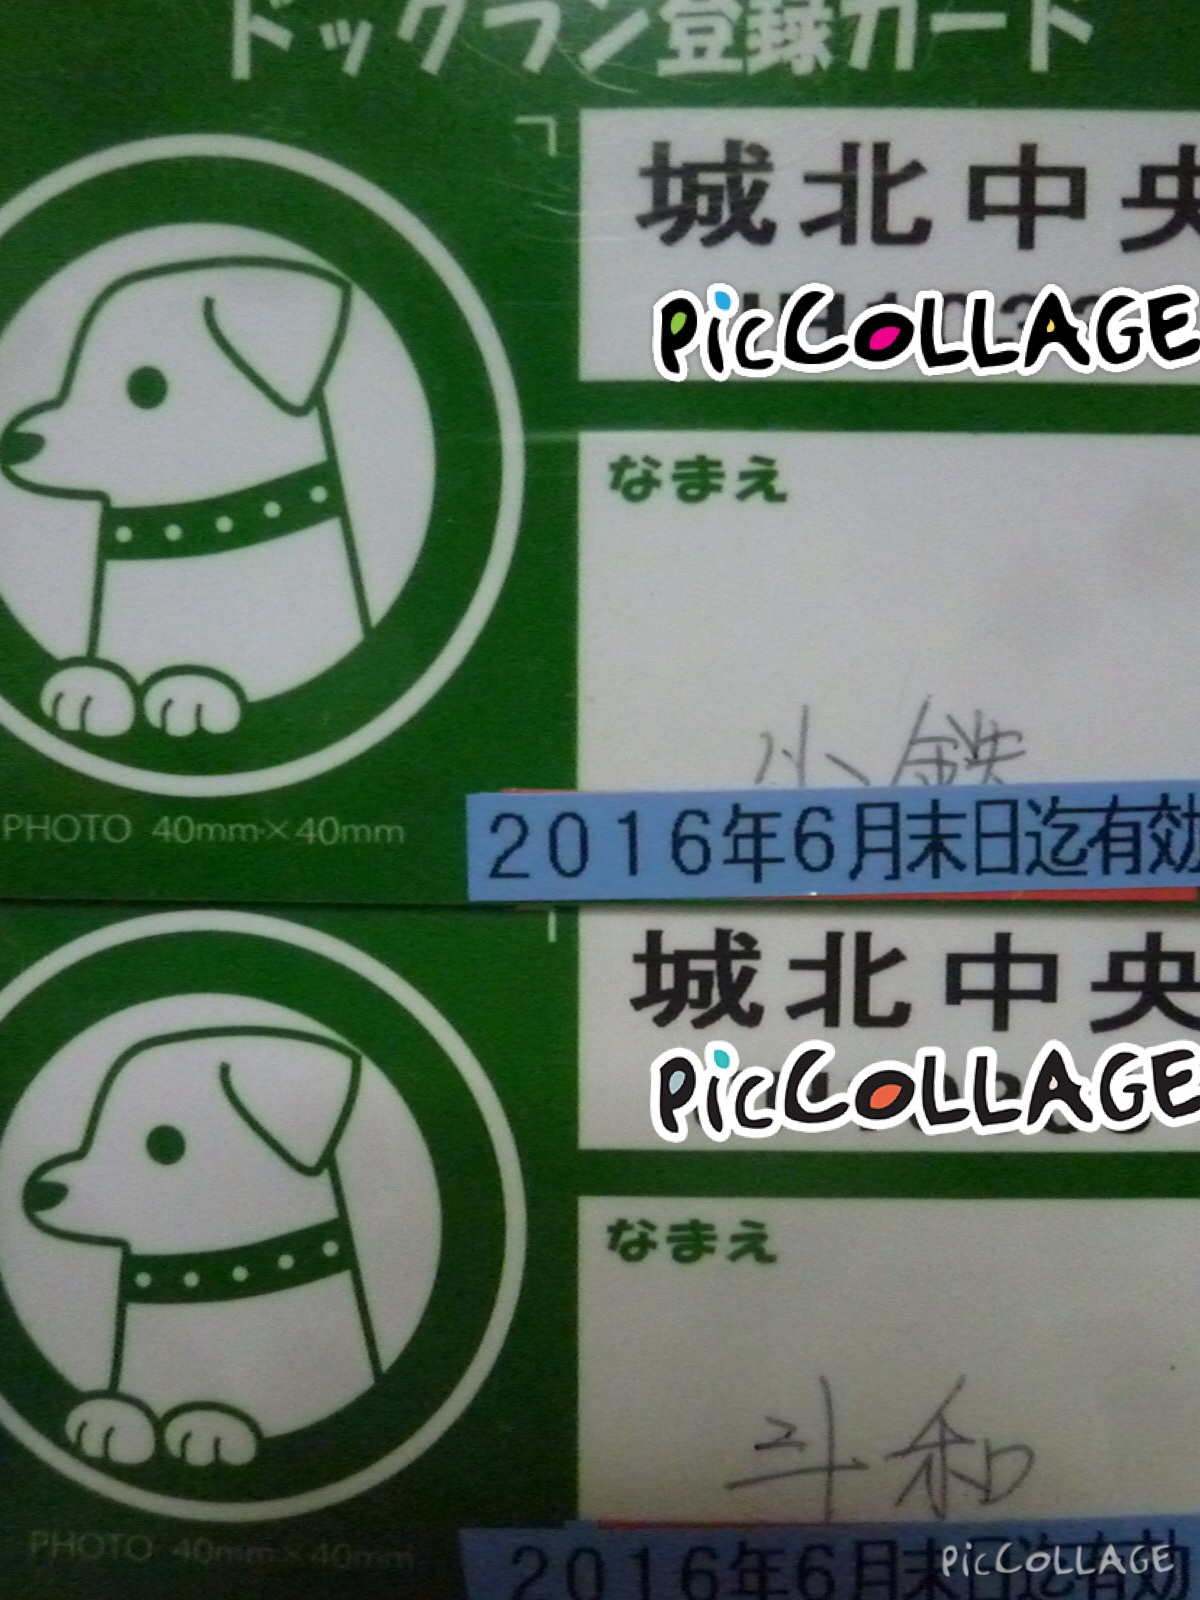 ドッグラン登録カード
城北中央
PicCOLLAGE
なまえ
小鉄
PHOTO 40mm×40mm
2016年6月末日迄有効
城北中央
PicCOLLAGE
なまえ
斗和
PHOTO 40mm×40mm
2016年6月末日迄有効
PicCOLLAGE